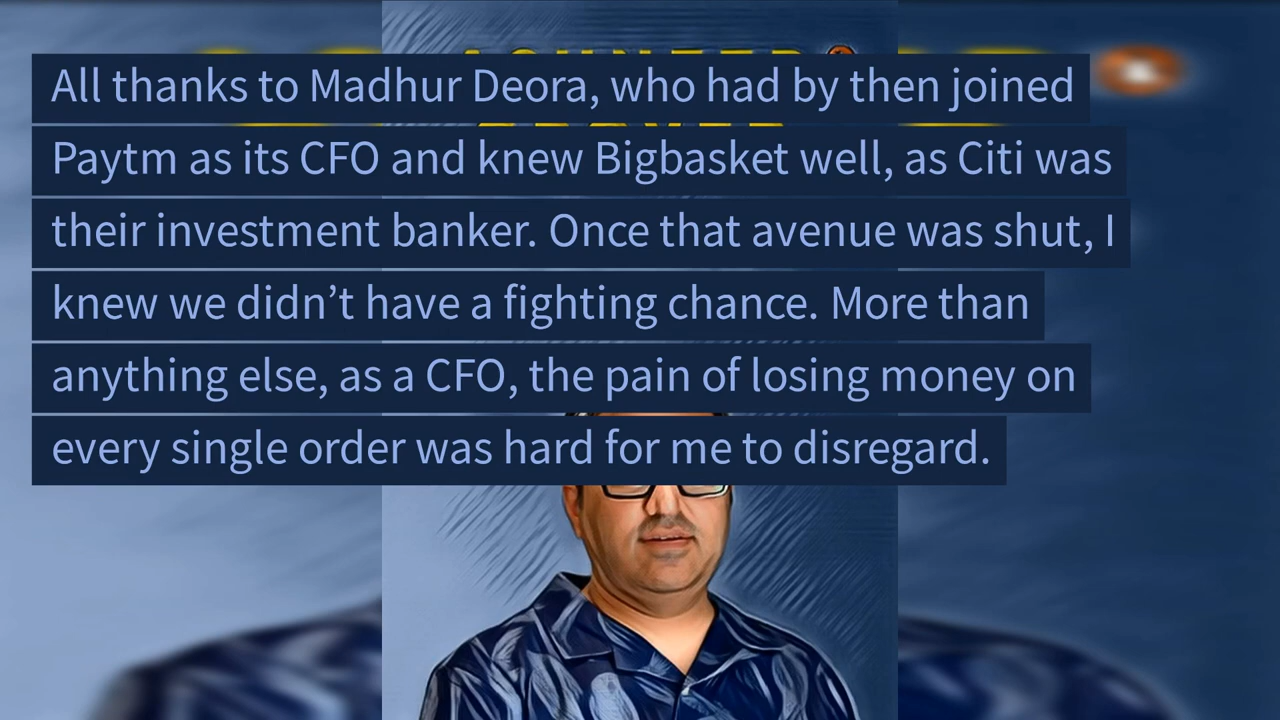 All thanks to Madhur Deora, who had by then joined
Paytm as its CFO and knew Bigbasket well, as Citi was
their investment banker. Once that avenue was shut, I
knew we didn’t have a fighting chance. More than
anything else, as a CFO, the pain of losing money on
every single order was hard for me to disregard.